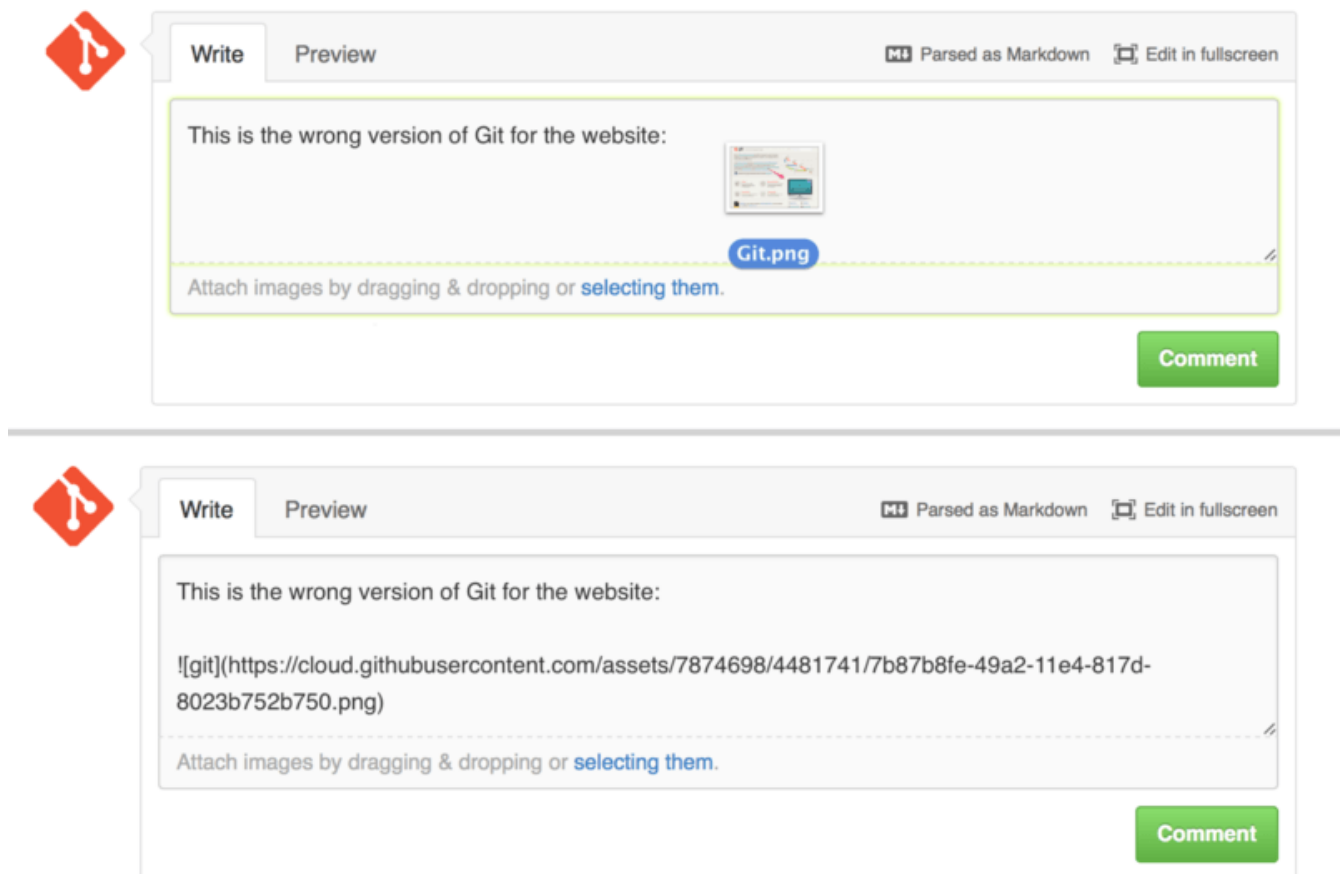 Write Preview Parsed as Markdown Edit in fullscreen
This is the wrong version of Git for the website:
Git.png
Attach images by dragging & dropping or selecting them.
Comment
Write Preview Parsed as Markdown Edit in fullscreen
This is the wrong version of Git for the website:
![git](https://cloud.githubusercontent.com/assets/7874698/4481741/7b87b8fe-49a2-11e4-817d-
8023b752b750.png)
Attach images by dragging & dropping or selecting them.
Comment